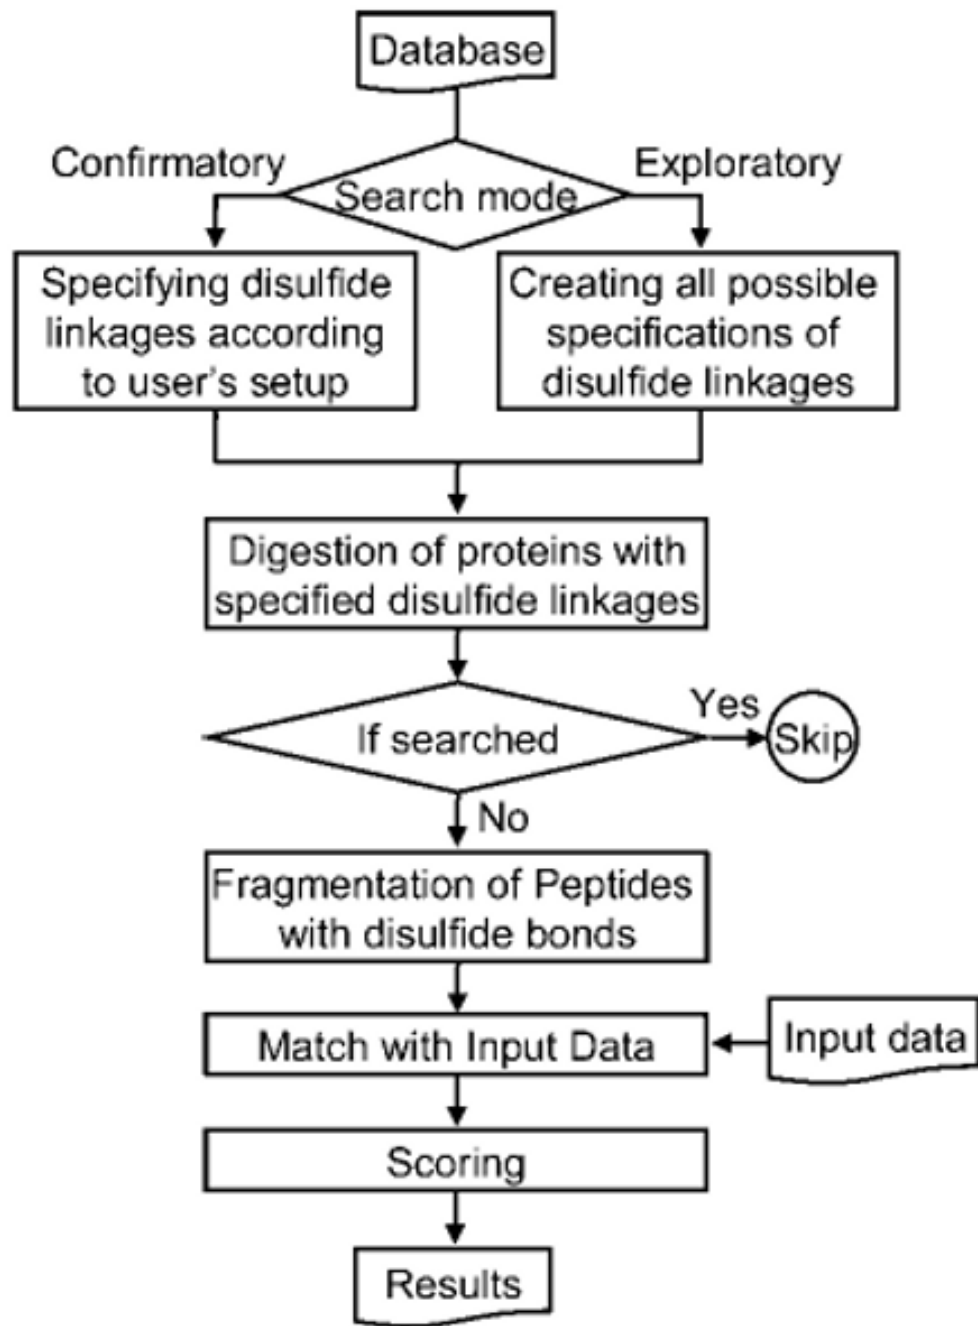 Database
Confirmatory
Exploratory
Search mode
Specifying disulfide
linkages according
to user's setup
Creating all possible
specifications of
disulfide linkages
Digestion of proteins with
specified disulfide linkages
If searched
Yes
Skip
No
Fragmentation of Peptides
with disulfide bonds
Match with Input Data
Input data
Scoring
Results